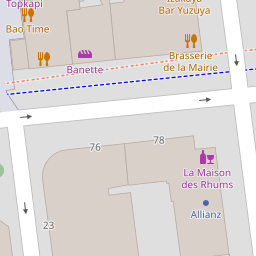 Topkapi
Bao Time
Izakaya
Bar Yuzuya
Brasserie
de la Mairie
Banette
76
78
La Maison
des Rhums
Allianz
23